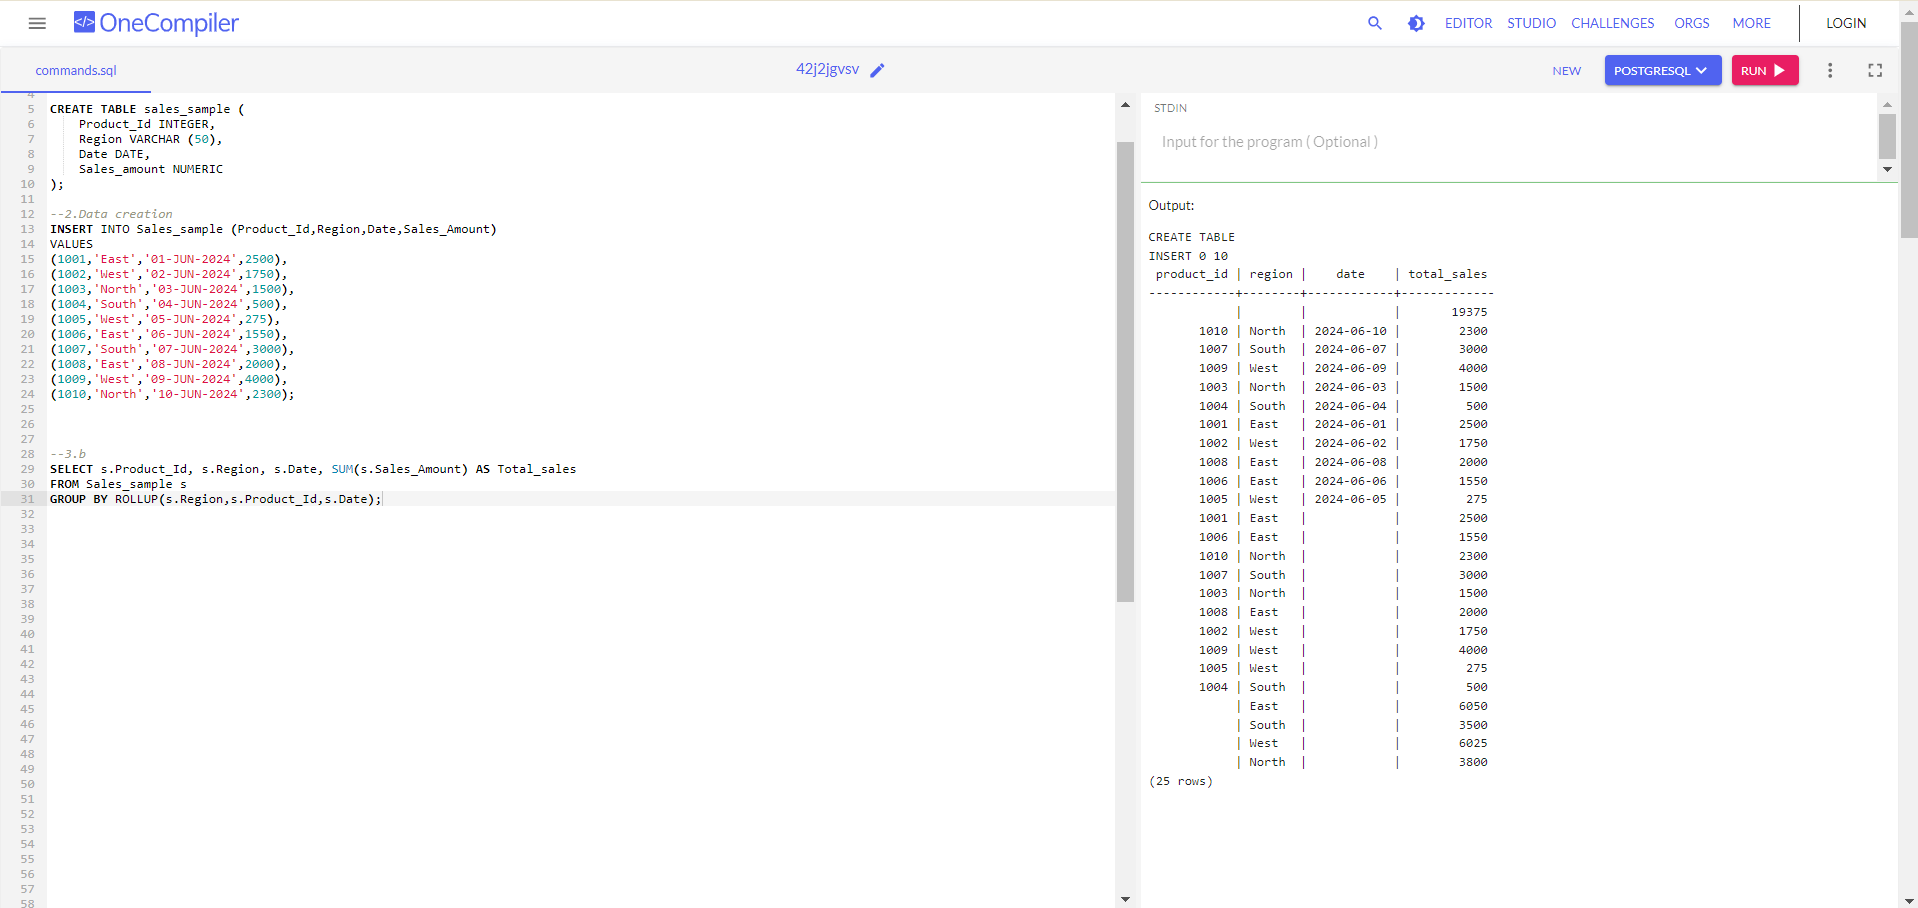 OneCompiler
EDITOR STUDIO CHALLENGES ORGS MORE LOGIN
commands.sql
42j2jgvsv
NEW POSTGRESQL RUN
4
5 CREATE TABLE sales_sample (
6 Product_Id INTEGER,
7 Region VARCHAR (50),
8 Date DATE,
9 Sales_amount NUMERIC
10 );
11
12 --2.Data creation
13 INSERT INTO Sales_sample (Product_Id,Region,Date,Sales_Amount)
14 VALUES
15 (1001,'East','01-JUN-2024',2500),
16 (1002,'West','02-JUN-2024',1750),
17 (1003,'North','03-JUN-2024',1500),
18 (1004,'South','04-JUN-2024',500),
19 (1005,'West','05-JUN-2024',275),
20 (1006,'East','06-JUN-2024',1550),
21 (1007,'South','07-JUN-2024',3000),
22 (1008,'East','08-JUN-2024',2000),
23 (1009,'West','09-JUN-2024',4000),
24 (1010,'North','10-JUN-2024',2300);
25
26
27
28 --3.b
29 SELECT s.Product_Id, s.Region, s.Date, SUM(s.Sales_Amount) AS Total_sales
30 FROM Sales_sample s
31 GROUP BY ROLLUP(s.Region,s.Product_Id,s.Date);
32
33
34
35
36
37
38
39
40
41
42
43
44
45
46
47
48
49
50
51
52
53
54
55
56
57
58
STDIN
Input for the program ( Optional )
Output:
CREATE TABLE
INSERT 0 10
product_id | region | date | total_sales
------------+--------+------------+-------------
| | | 19375
1010 | North | 2024-06-10 | 2300
1007 | South | 2024-06-07 | 3000
1009 | West | 2024-06-09 | 4000
1003 | North | 2024-06-03 | 1500
1004 | South | 2024-06-04 | 500
1001 | East | 2024-06-01 | 2500
1002 | West | 2024-06-02 | 1750
1008 | East | 2024-06-08 | 2000
1006 | East | 2024-06-06 | 1550
1005 | West | 2024-06-05 | 275
1001 | East | | 2500
1006 | East | | 1550
1010 | North | | 2300
1007 | South | | 3000
1003 | North | | 1500
1008 | East | | 2000
1002 | West | | 1750
1009 | West | | 4000
1005 | West | | 275
1004 | South | | 500
| East | | 6050
| South | | 3500
| West | | 6025
| North | | 3800
(25 rows)